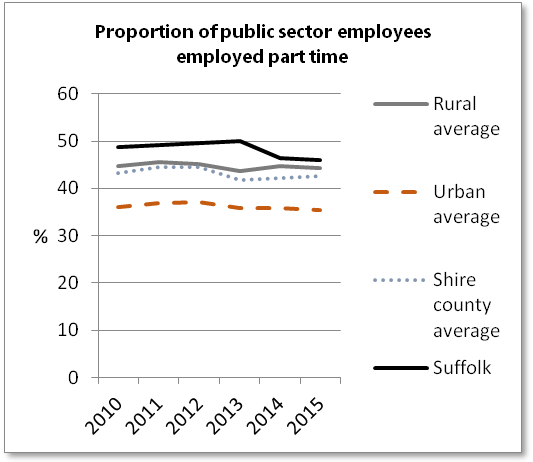 Proportion of public sector employees
employed part time
60
50
40
30
20
10
0
%
2010
2011
2012
2013
2014
2015
Rural
average
Urban
average
Shire
county
average
Suffolk